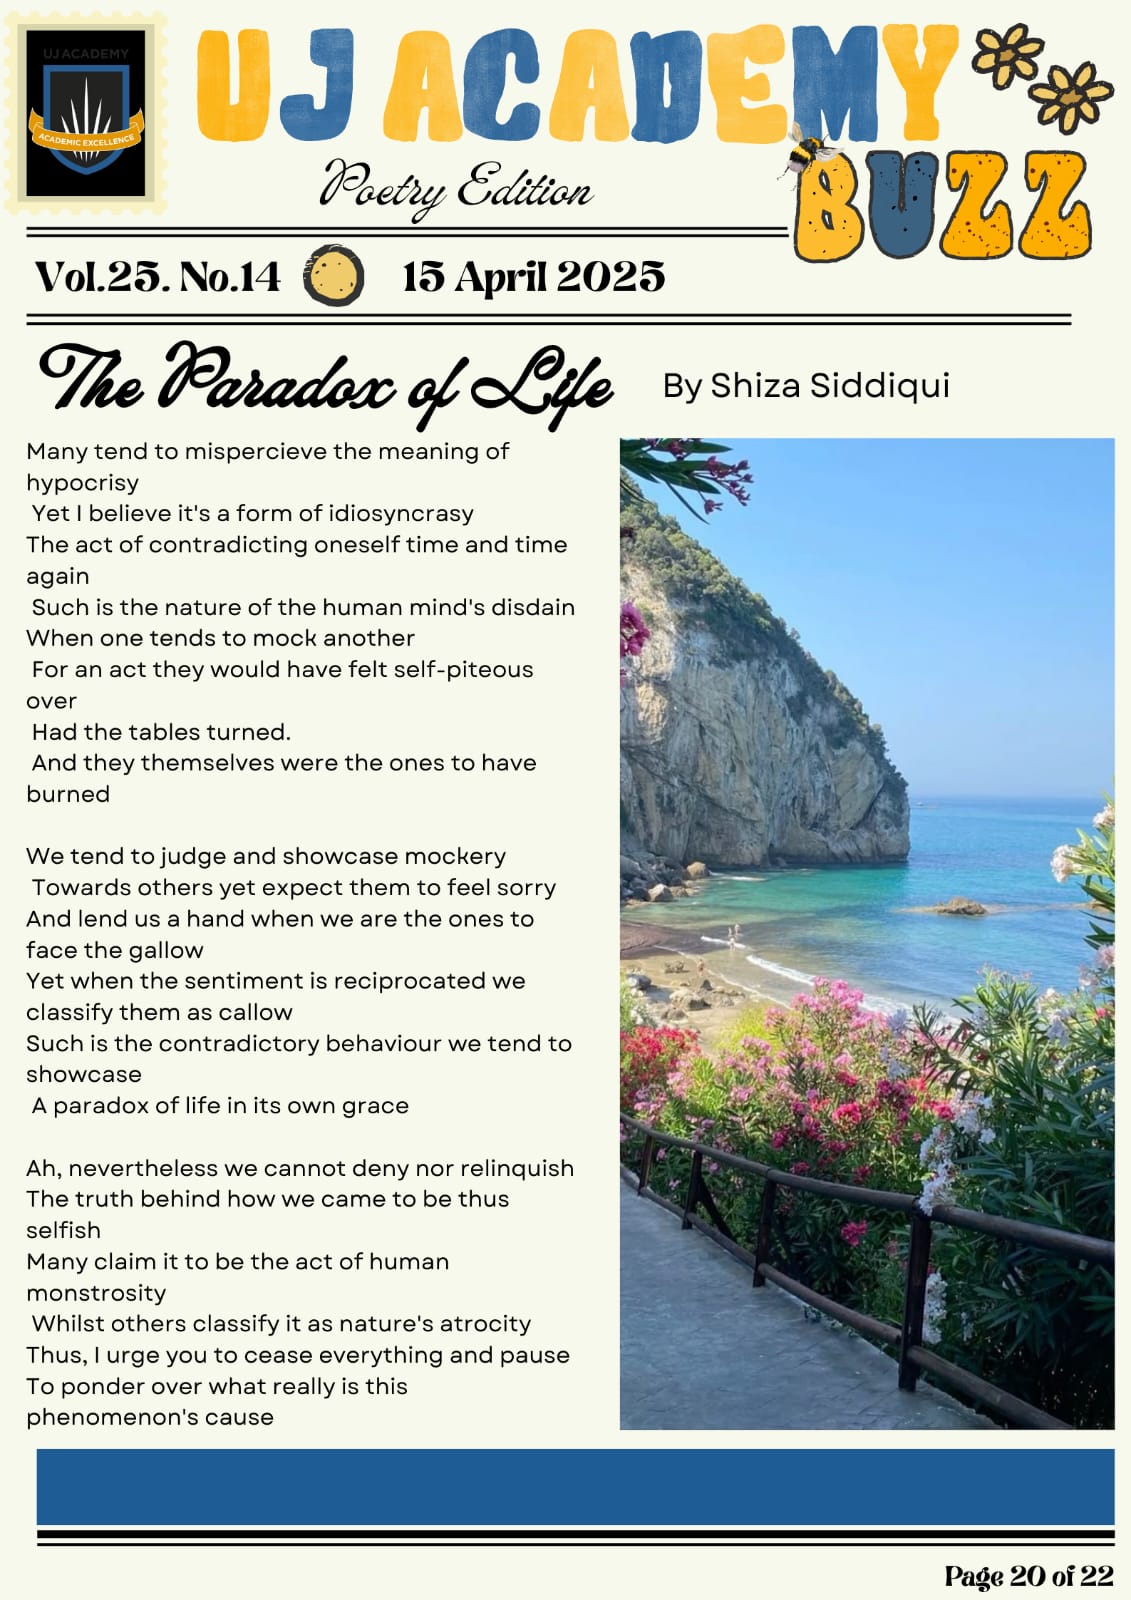 UJ ACADEMY
ACADEMIC EXCELLENCE
UJ ACADEMY
BUZZ
Poetry Edition
Vol.25. No.14 15 April 2025
The Paradox of Life By Shiza Siddiqui
Many tend to mispercieve the meaning of
hypocrisy
Yet I believe it's a form of idiosyncrasy
The act of contradicting oneself time and time
again
Such is the nature of the human mind's disdain
When one tends to mock another
For an act they would have felt self-piteous
over
Had the tables turned.
And they themselves were the ones to have
burned
We tend to judge and showcase mockery
Towards others yet expect them to feel sorry
And lend us a hand when we are the ones to
face the gallow
Yet when the sentiment is reciprocated we
classify them as callow
Such is the contradictory behaviour we tend to
showcase
A paradox of life in its own grace
Ah, nevertheless we cannot deny nor relinquish
The truth behind how we came to be thus
selfish
Many claim it to be the act of human
monstrosity
Whilst others classify it as nature's atrocity
Thus, I urge you to cease everything and pause
To ponder over what really is this
phenomenon's cause
Page 20 of 22